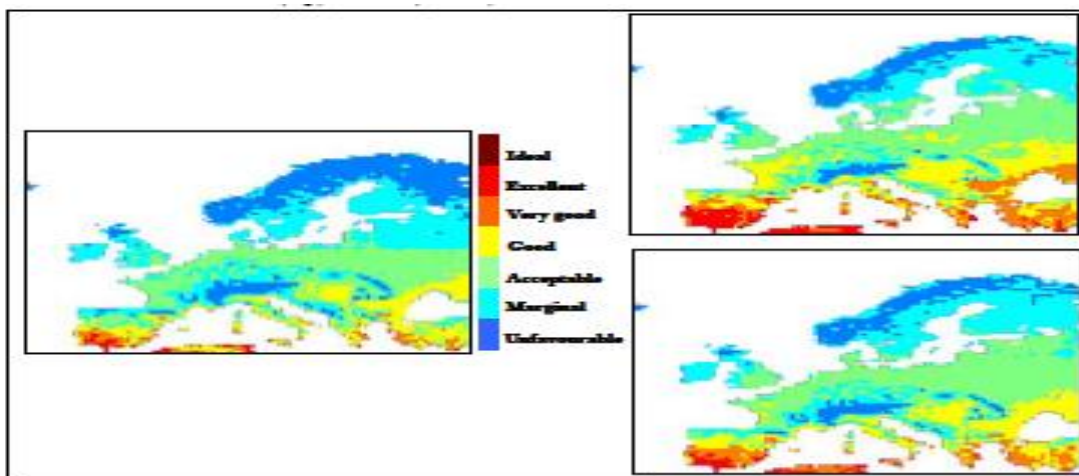 Ideal
Excellent
Very good
Good
Acceptable
Marginal
Unfavourable